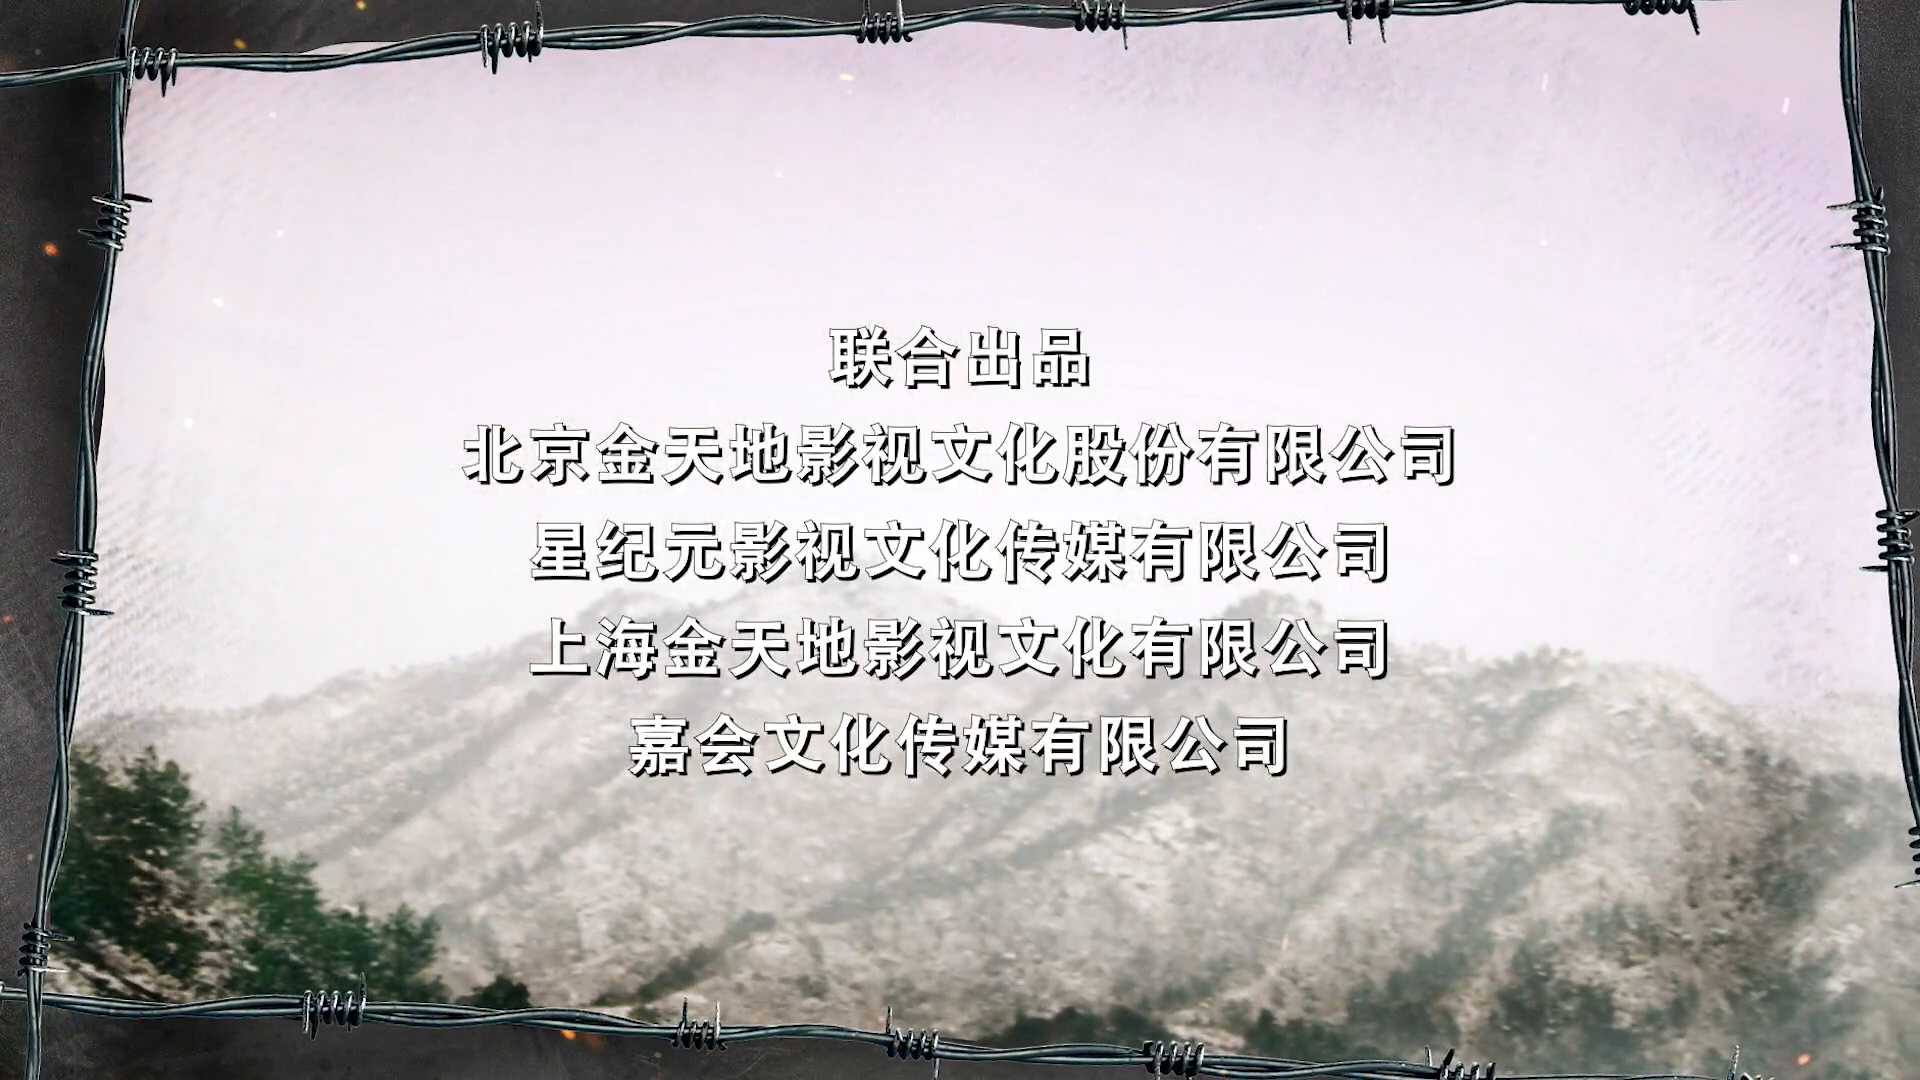 联合出品
北京金天地影视文化股份有限公司
星纪元影视文化传媒有限公司
上海金天地影视文化有限公司
嘉会文化传媒有限公司